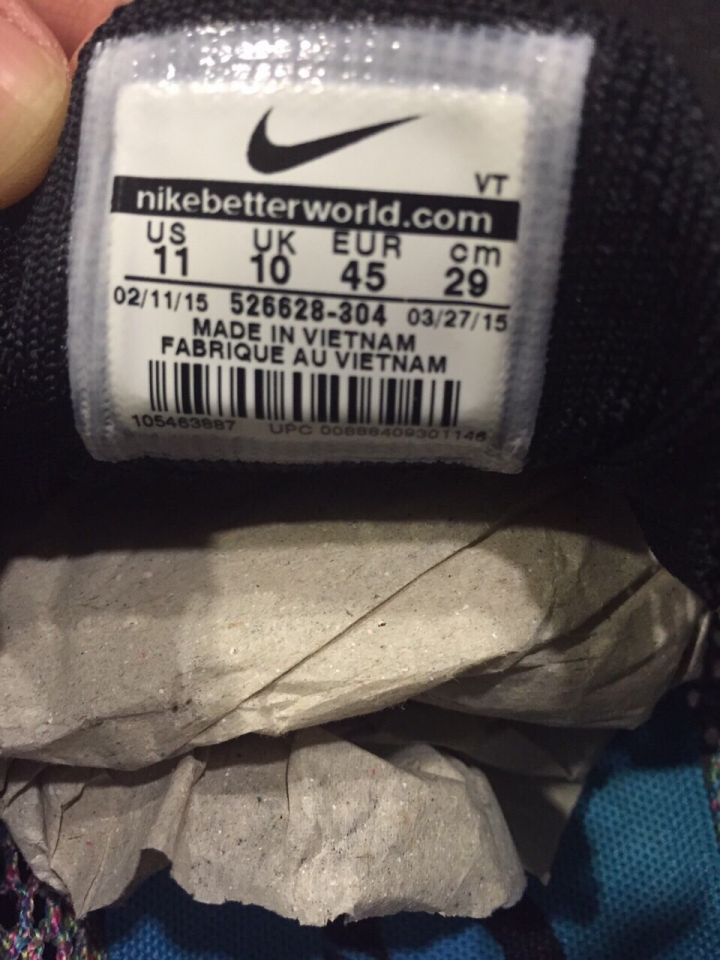 VT
nikebetterworld.com
US UK EUR cm
11 10 45 29
02/11/15 526628-304 03/27/15
MADE IN VIETNAM
FABRIQUE AU VIETNAM
105463887 UPC 00888409301146